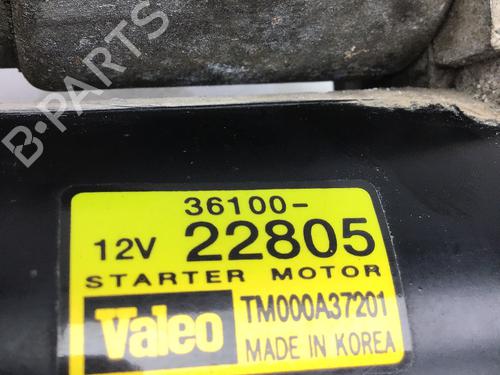 B-PARTS
36100-
12V 22805
STARTER MOTOR
Valeo TM000A37201
MADE IN KOREA